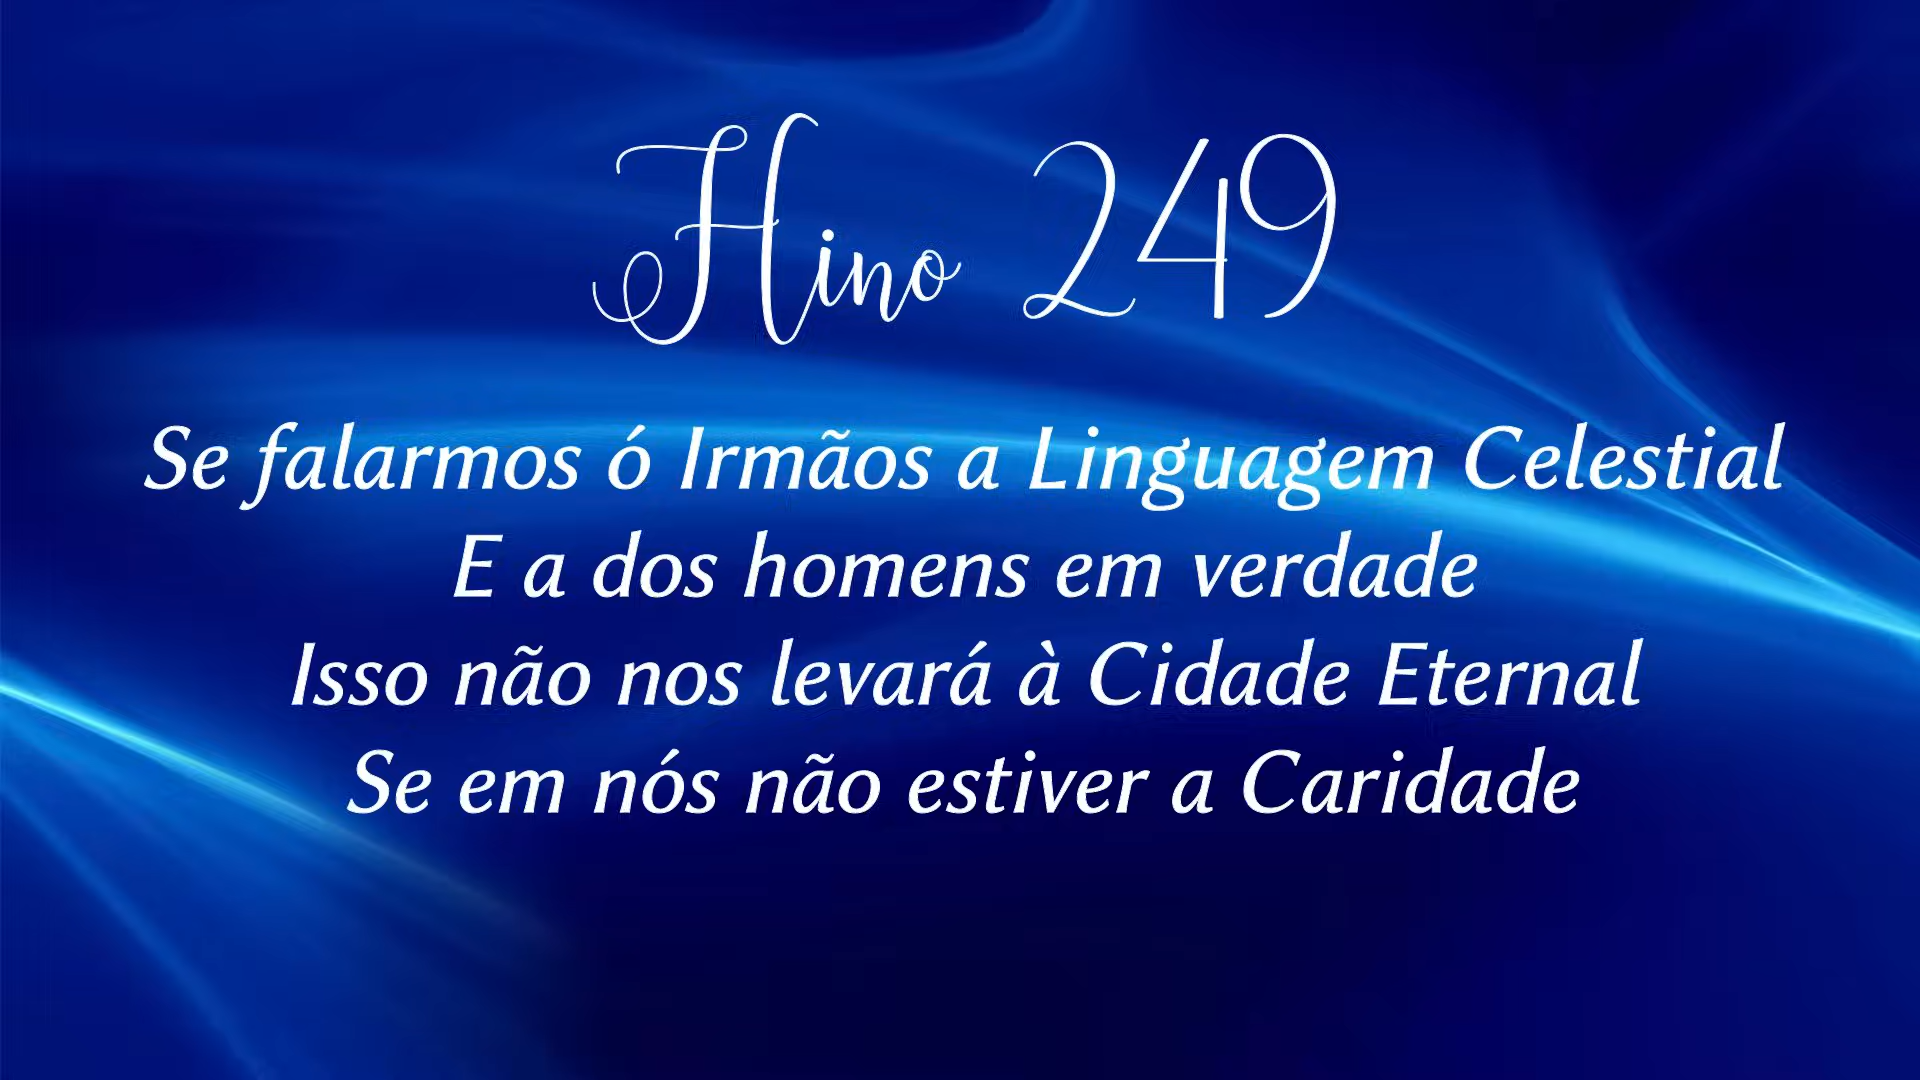 Hino 249
Se falarmos ó Irmãos a Linguagem Celestial
E a dos homens em verdade
Isso não nos levará à Cidade Eternal
Se em nós não estiver a Caridade